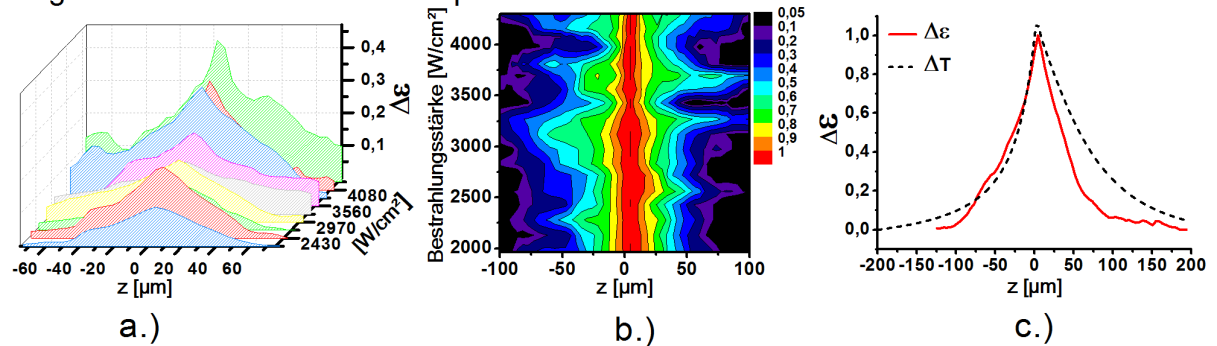 0,4
0,3
0,2
0,1
Δε
4080
3560
2970
2430
[W/cm²]
-60 -40 -20 0 20 40 60
z [µm]
a.)
Bestrahlungsstärke [W/cm²]
4000
3500
3000
2500
2000
-100 -50 0 50 100
z [µm]
0,05
0,1
0,2
0,3
0,4
0,5
0,6
0,7
0,8
0,9
1
b.)
Δε
ΔT
Δε
1,0
0,8
0,6
0,4
0,2
0,0
-200 -150 -100 -50 0 50 100 150 200
z [µm]
c.)